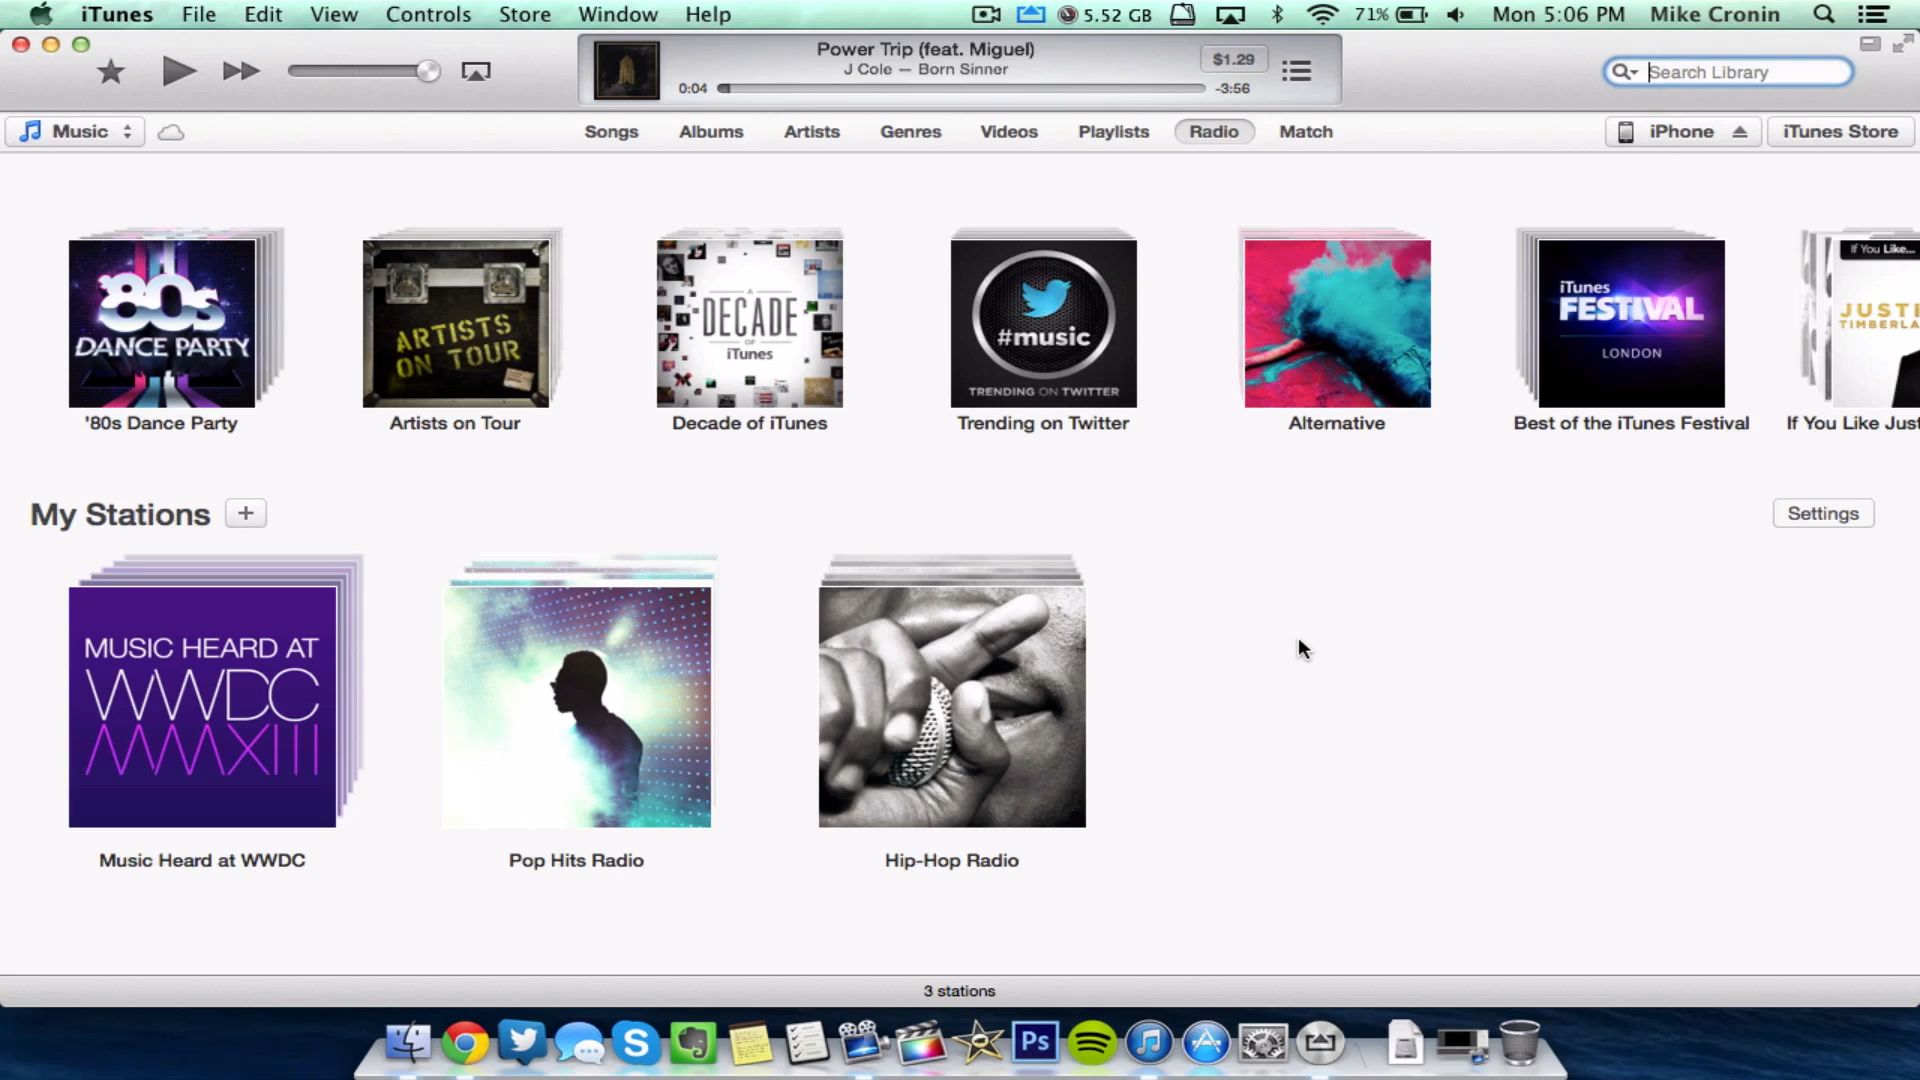 iTunes File Edit View Controls Store Window Help 5.52 GB 71% Mon 5:06 PM Mike Cronin
Power Trip (feat. Miguel)
J Cole — Born Sinner
$1.29
0:04 -3:56
Search Library
Music Songs Albums Artists Genres Videos Playlists Radio Match iPhone iTunes Store
'80s
DANCE PARTY
ARTISTS
ON TOUR
A
DECADE
OF
iTunes
#music
TRENDING ON TWITTER
iTunes
FESTIVAL
LONDON
If You Like...
JUSTI
TIMBERLA
'80s Dance Party Artists on Tour Decade of iTunes Trending on Twitter Alternative Best of the iTunes Festival If You Like Just
My Stations + Settings
MUSIC HEARD AT
WWDC
MMXIII
Music Heard at WWDC Pop Hits Radio Hip-Hop Radio
3 stations
S Ps